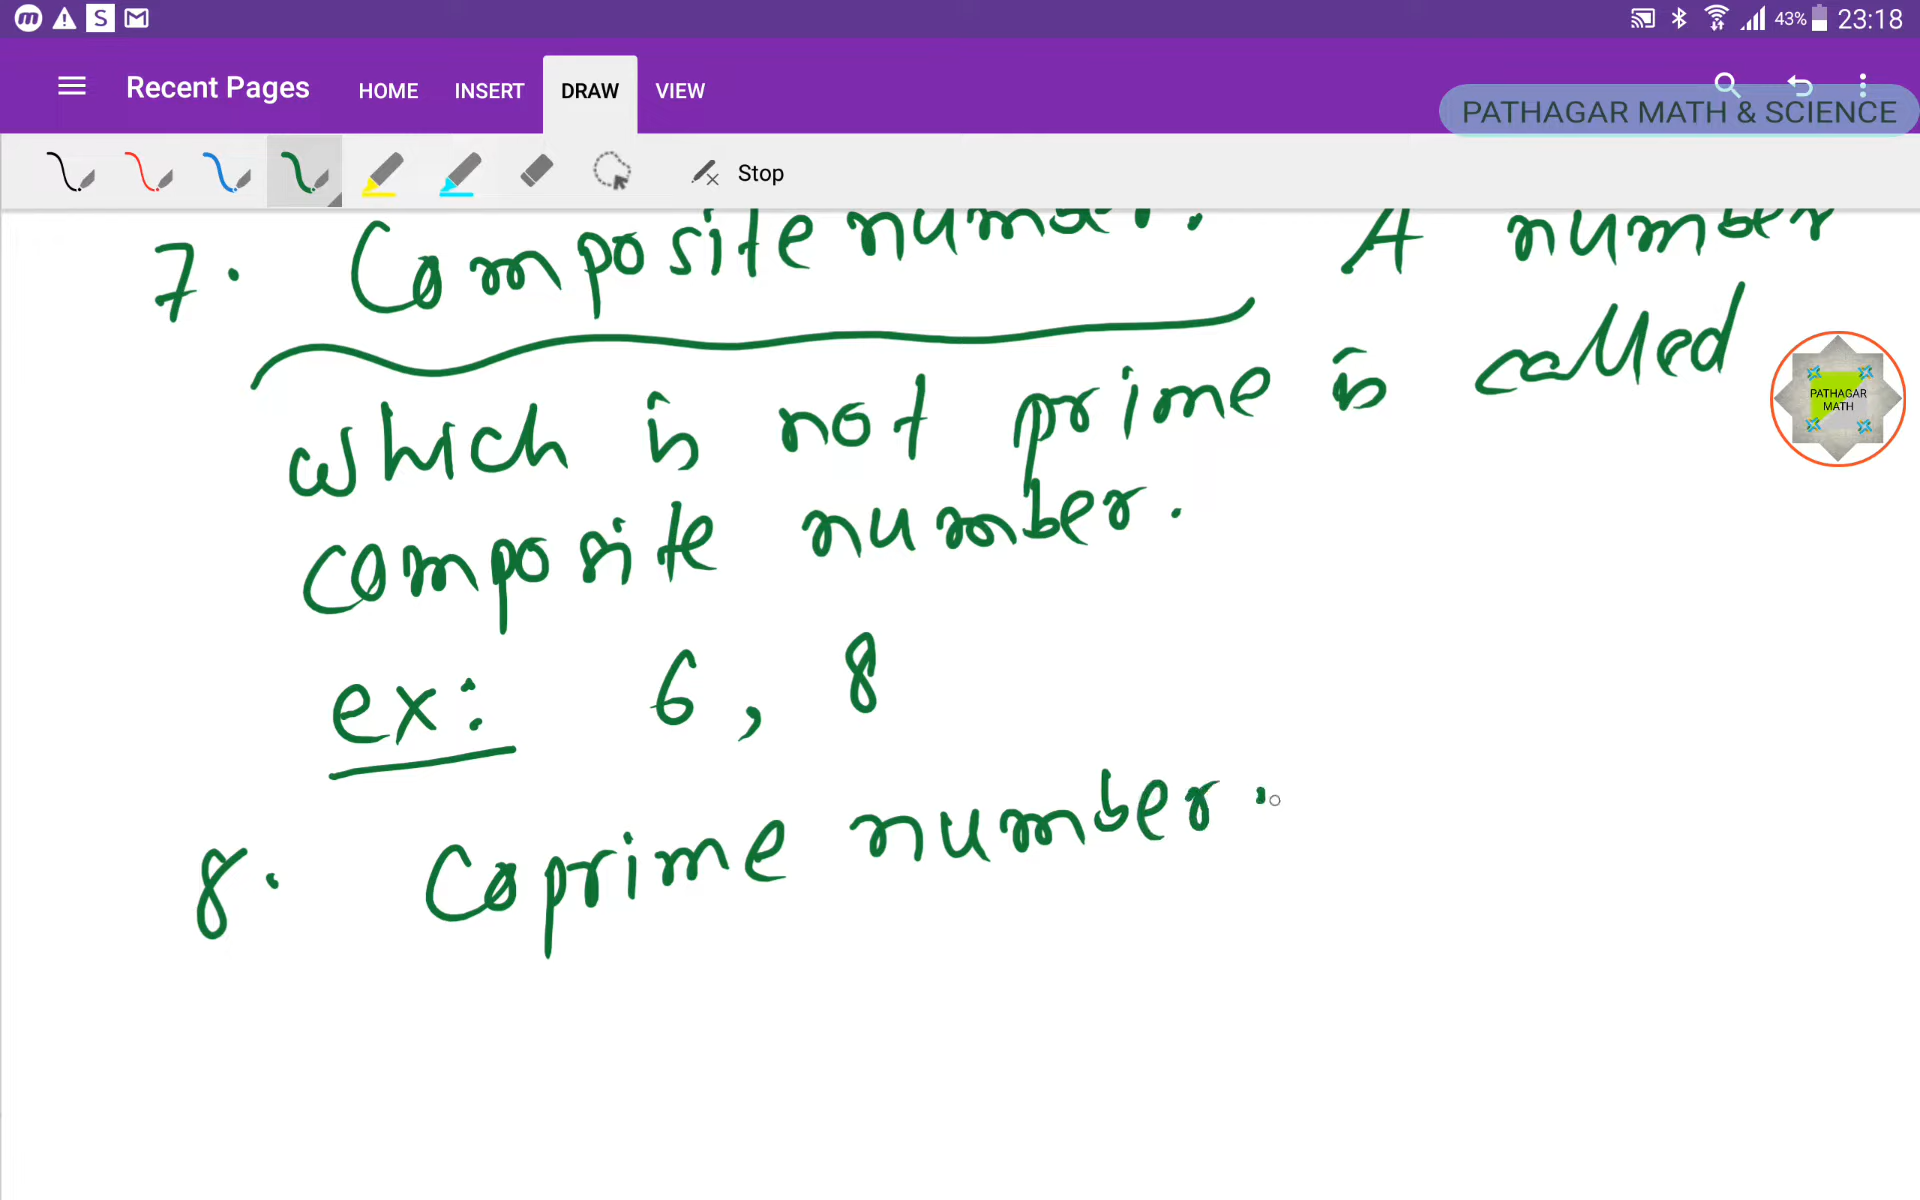 S 43% 23:18
Recent Pages HOME INSERT DRAW VIEW
PATHAGAR MATH & SCIENCE
Stop
7. Composite number: A number
which is not prime is called
composite number.
ex: 6, 8
8. Coprime number:
PATHAGAR
MATH